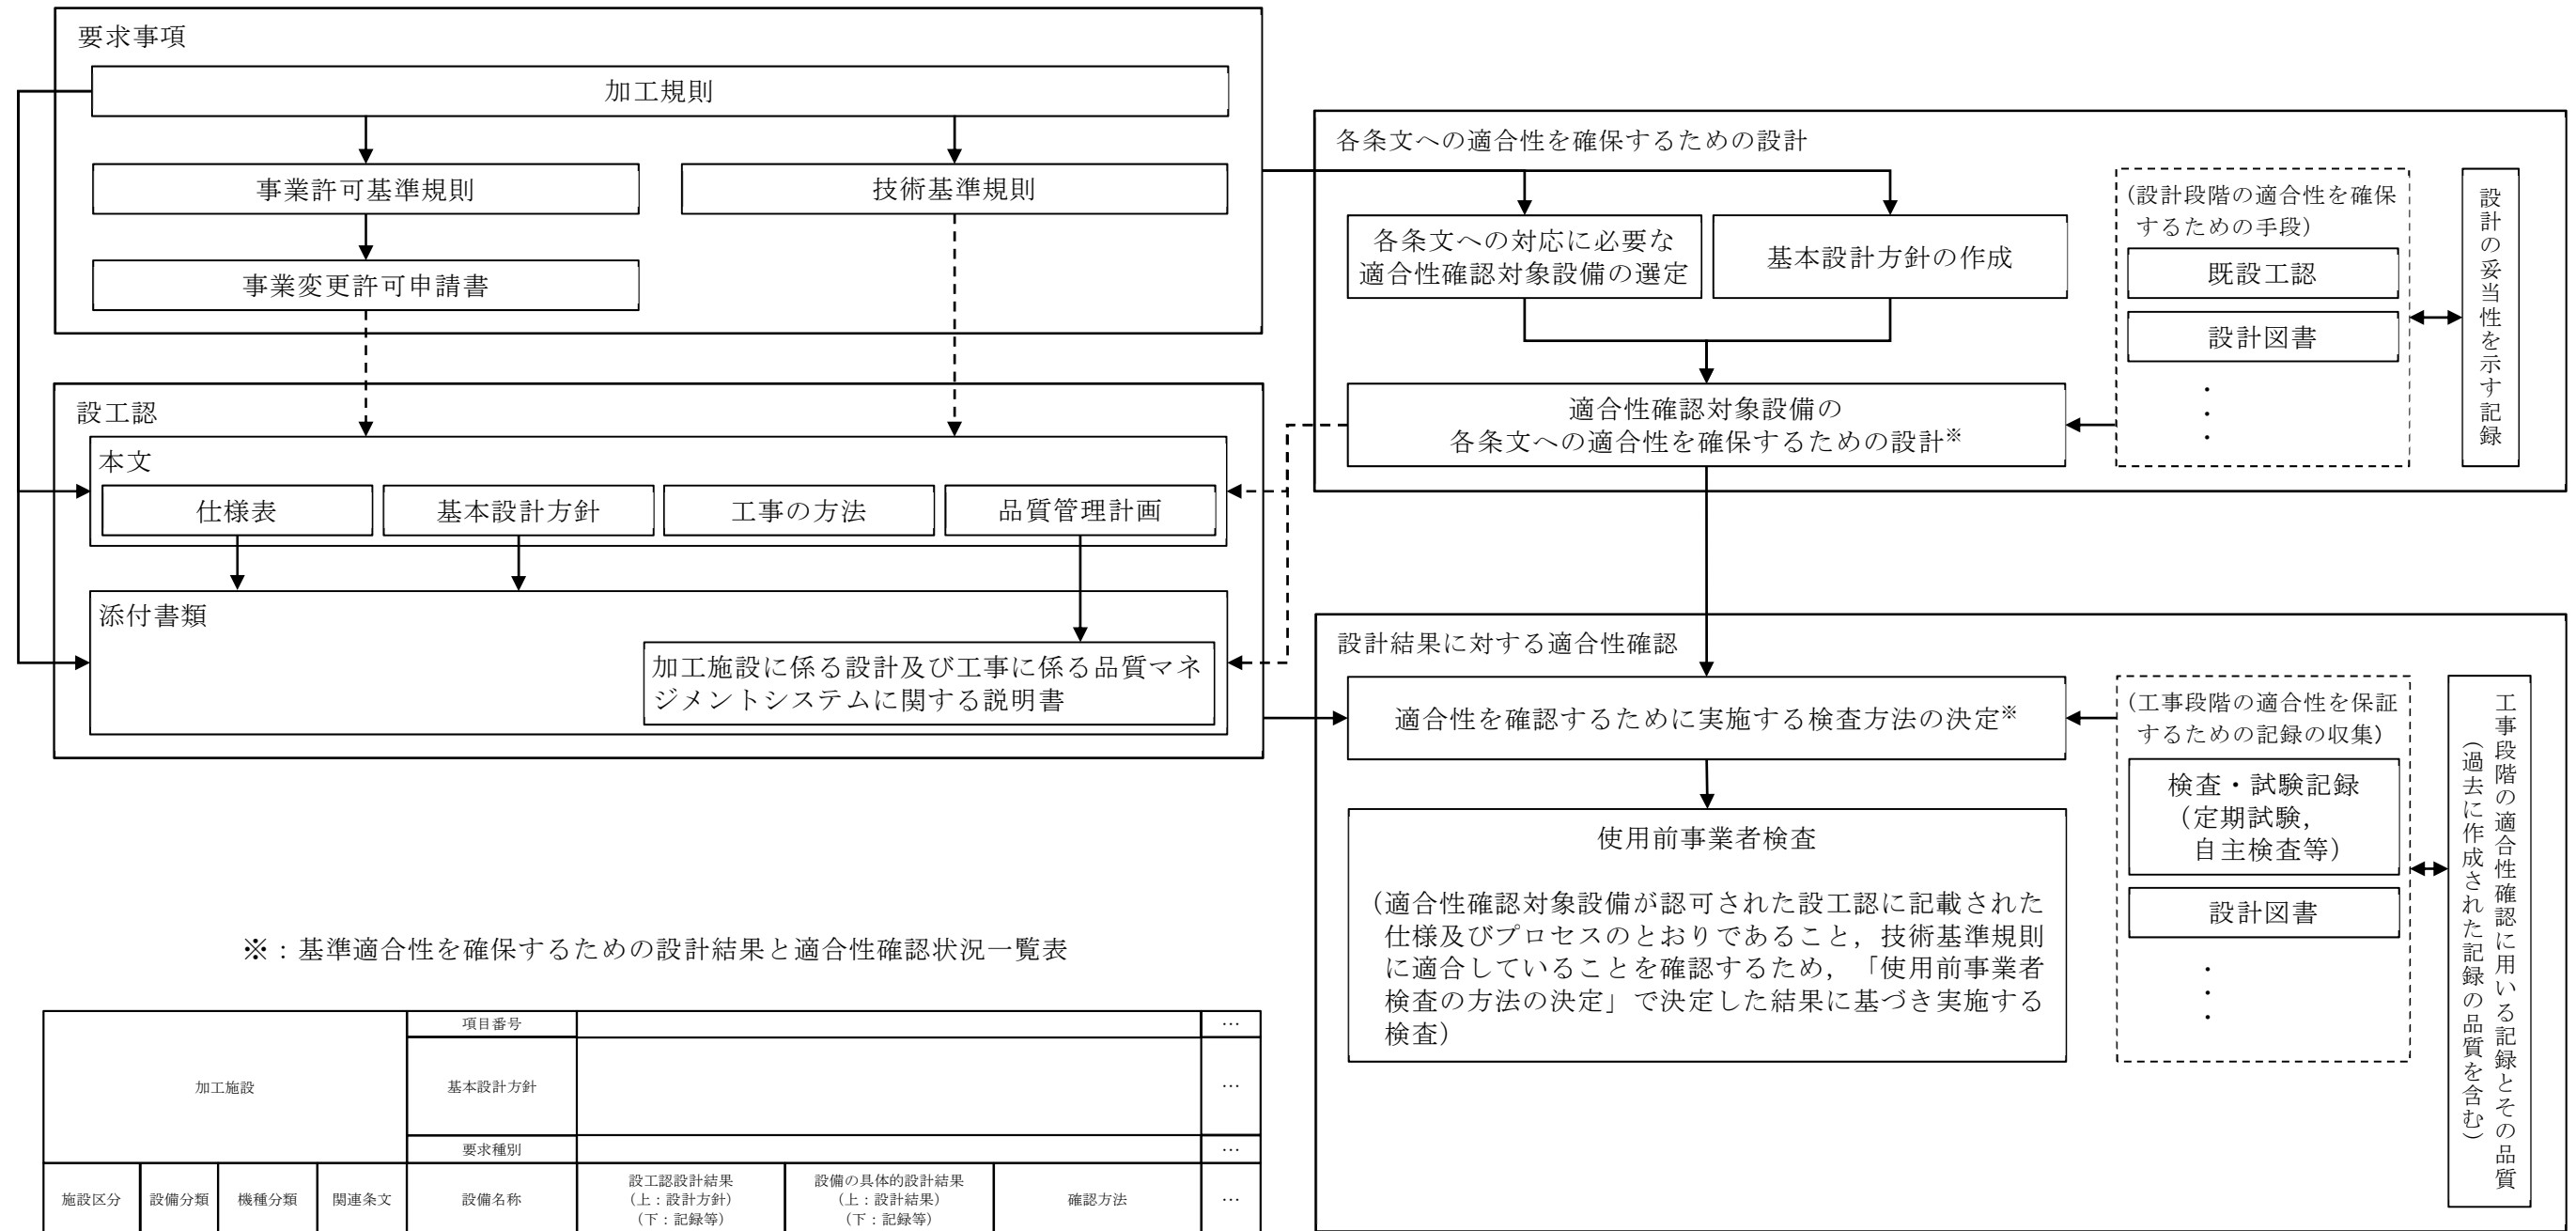 要求事項
加工規則
事業許可基準規則
技術基準規則
事業変更許可申請書
設工認
本文
仕様表
基本設計方針
工事の方法
品質管理計画
添付書類
加工施設に係る設計及び工事に係る品質マネ
ジメントシステムに関する説明書
各条文への適合性を確保するための設計
各条文への対応に必要な
適合性確認対象設備の選定
基本設計方針の作成
適合性確認対象設備の
各条文への適合性を確保するための設計※
(設計段階の適合性を確保
するための手段)
既設工認
設計図書
・
・
・
設計の妥当性を示す記録
設計結果に対する適合性確認
適合性を確認するために実施する検査方法の決定※
使用前事業者検査
(適合性確認対象設備が認可された設工認に記載された
仕様及びプロセスのとおりであること，技術基準規則
に適合していることを確認するため，「使用前事業者
検査の方法の決定」で決定した結果に基づき実施する
検査)
(工事段階の適合性を保証
するための記録の収集)
検査・試験記録
(定期試験，
自主検査等)
設計図書
・
・
・
工事段階の適合性確認に用いる記録とその品質
(過去に作成された記録の品質を含む)
※：基準適合性を確保するための設計結果と適合性確認状況一覧表
加工施設
項目番号
…
基本設計方針
…
要求種別
…
施設区分
設備分類
機種分類
関連条文
設備名称
設工認設計結果
(上：設計方針)
(下：記録等)
設備の具体的設計結果
(上：設計結果)
(下：記録等)
確認方法
…